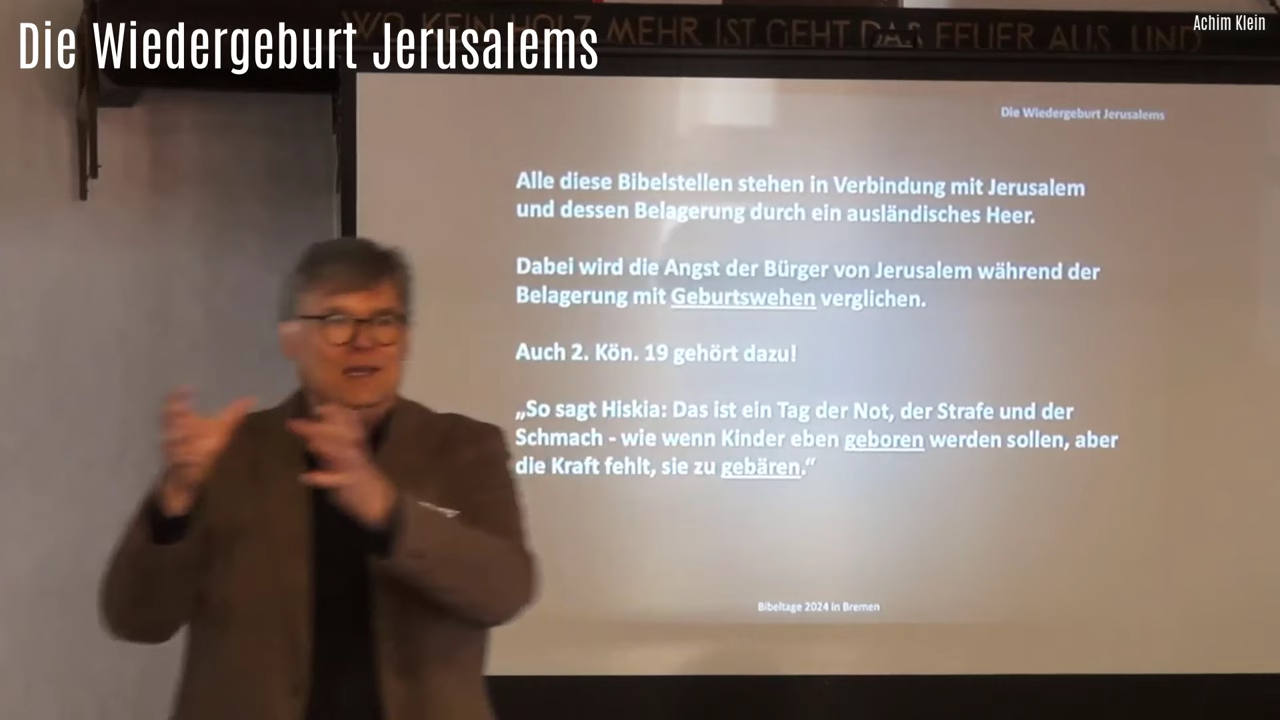 WO KEIN HOLZ MEHR IST GEHT DAS FEUER AUS UND
Achim Klein
Die Wiedergeburt Jerusalems
Die Wiedergeburt Jerusalems
Alle diese Bibelstellen stehen in Verbindung mit Jerusalem
und dessen Belagerung durch ein ausländisches Heer.
Dabei wird die Angst der Bürger von Jerusalem während der
Belagerung mit Geburtswehen verglichen.
Auch 2. Kön. 19 gehört dazu!
„So sagt Hiskia: Das ist ein Tag der Not, der Strafe und der
Schmach - wie wenn Kinder eben geboren werden sollen, aber
die Kraft fehlt, sie zu gebären.“
Bibeltage 2024 in Bremen